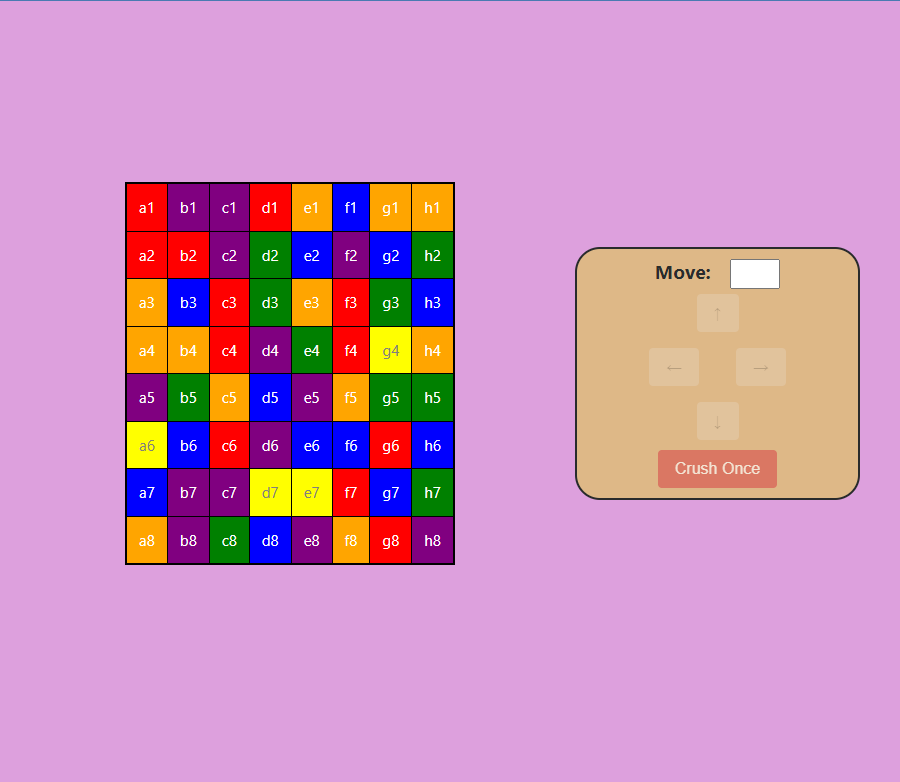 a1 b1 c1 d1 e1 f1 g1 h1
a2 b2 c2 d2 e2 f2 g2 h2
a3 b3 c3 d3 e3 f3 g3 h3
a4 b4 c4 d4 e4 f4 g4 h4
a5 b5 c5 d5 e5 f5 g5 h5
a6 b6 c6 d6 e6 f6 g6 h6
a7 b7 c7 d7 e7 f7 g7 h7
a8 b8 c8 d8 e8 f8 g8 h8
Move:
↑
← →
↓
Crush Once